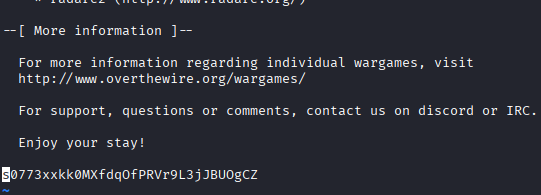 * radare2 (http://www.radare.org/)
--[ More information ]--
For more information regarding individual wargames, visit
http://www.overthewire.org/wargames/
For support, questions or comments, contact us on discord or IRC.
Enjoy your stay!
s0773xxkk0MXfdqOfPRVr9L3jJBUOgCZ
~